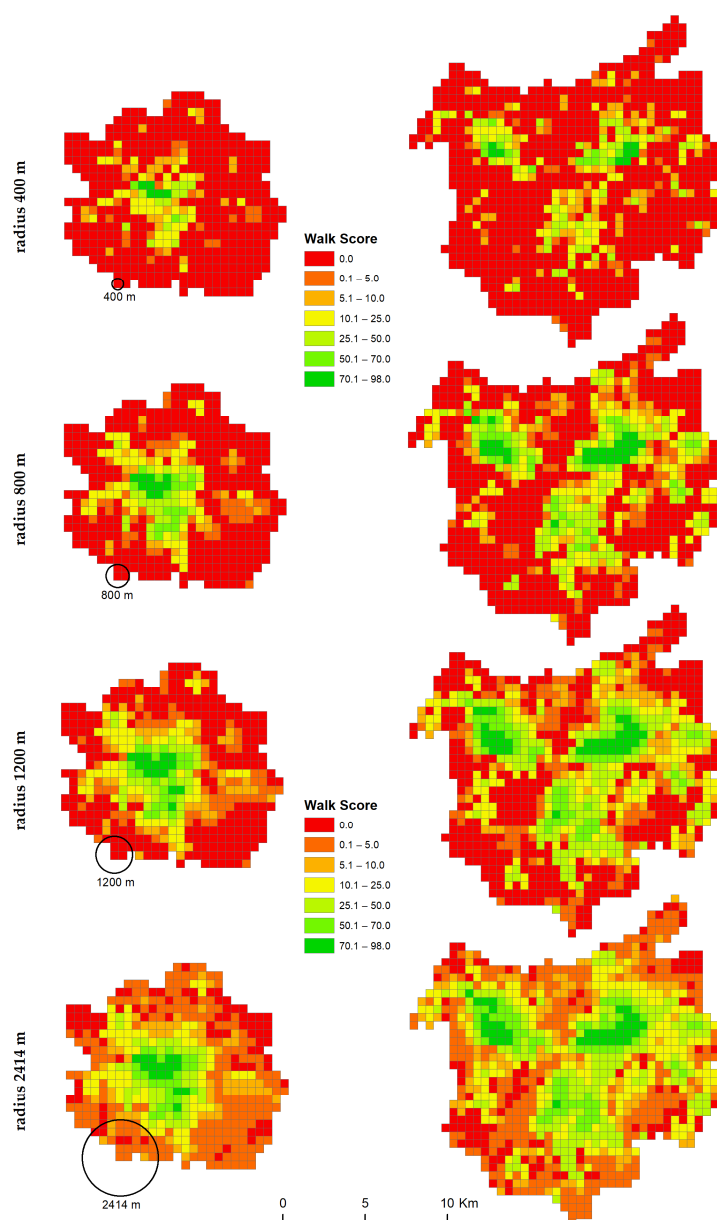 radius 400 m
400 m
Walk Score
0.0
0.1 – 5.0
5.1 – 10.0
10.1 – 25.0
25.1 – 50.0
50.1 – 70.0
70.1 – 98.0
radius 800 m
800 m
radius 1200 m
1200 m
Walk Score
0.0
0.1 – 5.0
5.1 – 10.0
10.1 – 25.0
25.1 – 50.0
50.1 – 70.0
70.1 – 98.0
radius 2414 m
2414 m
0 5 10 Km